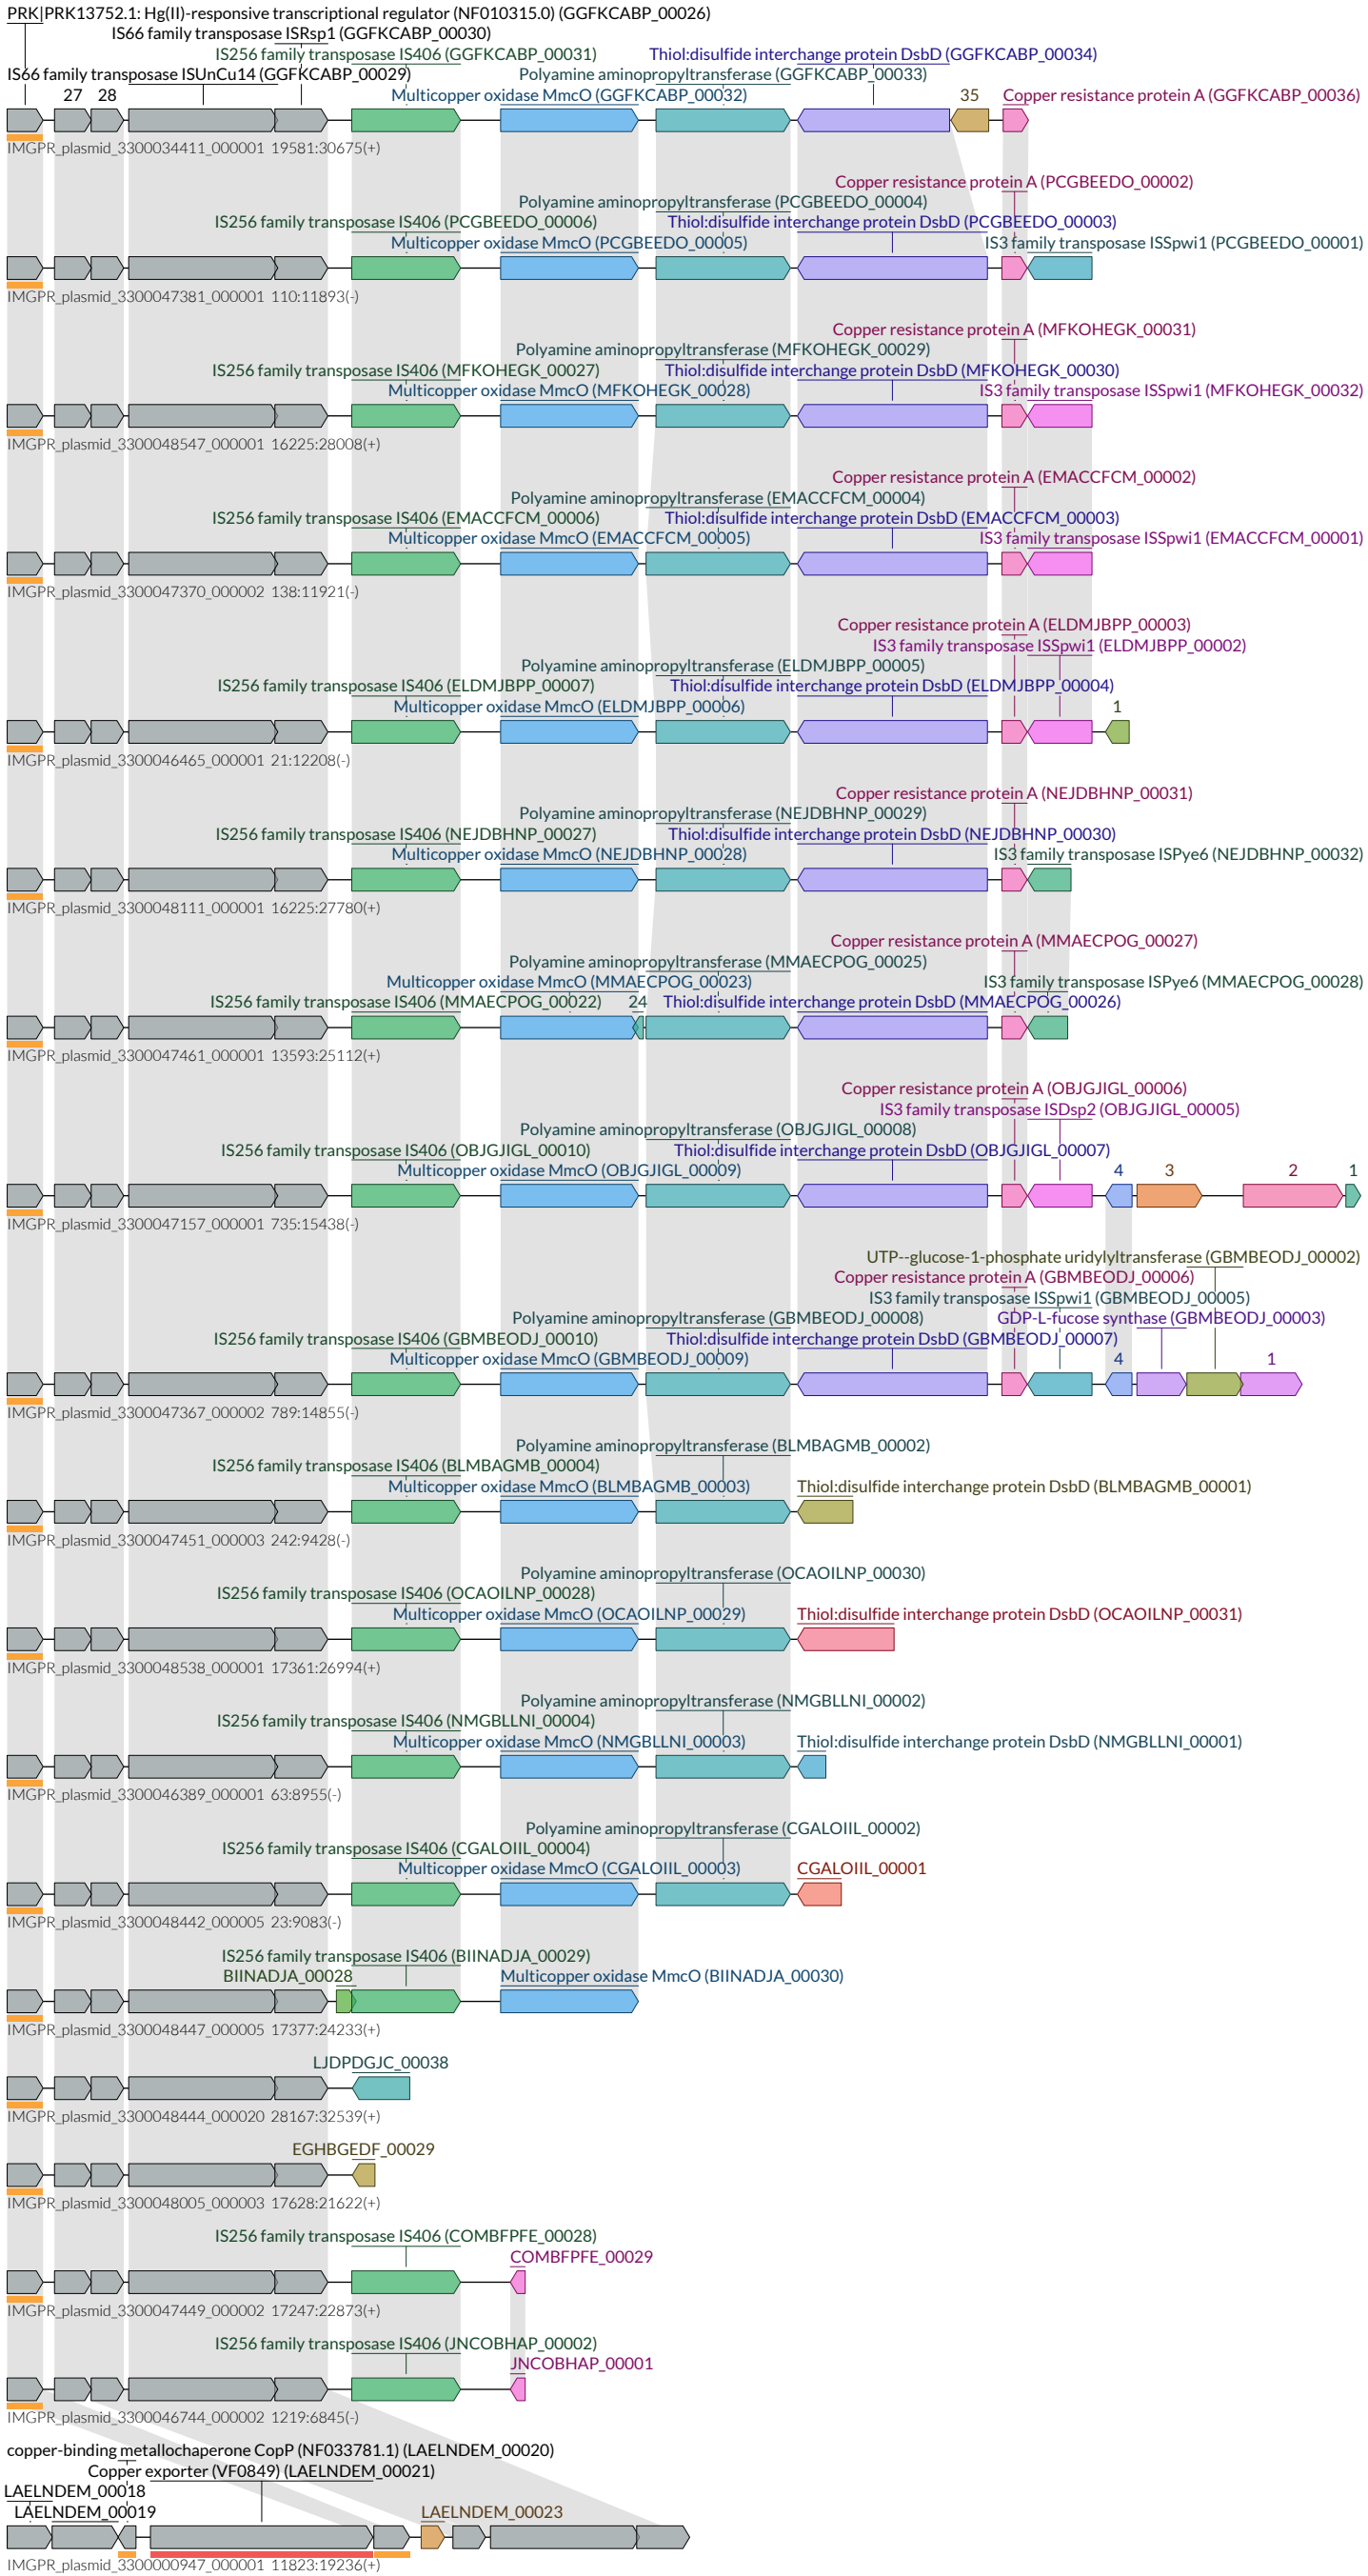 PRK|PRK13752.1: Hg(II)-responsive transcriptional regulator (NF010315.0) (GGFKCABP_00026)
IS66 family transposase ISRsp1 (GGFKCABP_00030)
IS256 family transposase IS406 (GGFKCABP_00031)
Thiol:disulfide interchange protein DsbD (GGFKCABP_00034)
IS66 family transposase ISUnCu14 (GGFKCABP_00029)
Polyamine aminopropyltransferase (GGFKCABP_00033)
27 28
Multicopper oxidase MmcO (GGFKCABP_00032)
35
Copper resistance protein A (GGFKCABP_00036)
IMGPR_plasmid_3300034411_000001 19581:30675(+)
Copper resistance protein A (PCGBEEDO_00002)
Polyamine aminopropyltransferase (PCGBEEDO_00004)
IS256 family transposase IS406 (PCGBEEDO_00006)
Thiol:disulfide interchange protein DsbD (PCGBEEDO_00003)
Multicopper oxidase MmcO (PCGBEEDO_00005)
IS3 family transposase ISSpwi1 (PCGBEEDO_00001)
IMGPR_plasmid_3300047381_000001 110:11893(-)
Copper resistance protein A (MFKOHEGK_00031)
Polyamine aminopropyltransferase (MFKOHEGK_00029)
IS256 family transposase IS406 (MFKOHEGK_00027)
Thiol:disulfide interchange protein DsbD (MFKOHEGK_00030)
Multicopper oxidase MmcO (MFKOHEGK_00028)
IS3 family transposase ISSpwi1 (MFKOHEGK_00032)
IMGPR_plasmid_3300048547_000001 16225:28008(+)
Copper resistance protein A (EMACCFCM_00002)
Polyamine aminopropyltransferase (EMACCFCM_00004)
IS256 family transposase IS406 (EMACCFCM_00006)
Thiol:disulfide interchange protein DsbD (EMACCFCM_00003)
Multicopper oxidase MmcO (EMACCFCM_00005)
IS3 family transposase ISSpwi1 (EMACCFCM_00001)
IMGPR_plasmid_3300047370_000002 138:11921(-)
Copper resistance protein A (ELDMJBPP_00003)
IS3 family transposase ISSpwi1 (ELDMJBPP_00002)
Polyamine aminopropyltransferase (ELDMJBPP_00005)
IS256 family transposase IS406 (ELDMJBPP_00007)
Thiol:disulfide interchange protein DsbD (ELDMJBPP_00004)
Multicopper oxidase MmcO (ELDMJBPP_00006)
1
IMGPR_plasmid_3300046465_000001 21:12208(-)
Copper resistance protein A (NEJDBHNP_00031)
Polyamine aminopropyltransferase (NEJDBHNP_00029)
IS256 family transposase IS406 (NEJDBHNP_00027)
Thiol:disulfide interchange protein DsbD (NEJDBHNP_00030)
Multicopper oxidase MmcO (NEJDBHNP_00028)
IS3 family transposase ISPye6 (NEJDBHNP_00032)
IMGPR_plasmid_3300048111_000001 16225:27780(+)
Copper resistance protein A (MMAECPOG_00027)
Polyamine aminopropyltransferase (MMAECPOG_00025)
Multicopper oxidase MmcO (MMAECPOG_00023)
IS3 family transposase ISPye6 (MMAECPOG_00028)
IS256 family transposase IS406 (MMAECPOG_00022)
24
Thiol:disulfide interchange protein DsbD (MMAECPOG_00026)
IMGPR_plasmid_3300047461_000001 13593:25112(+)
Copper resistance protein A (OBJGJIGL_00006)
IS3 family transposase ISDsp2 (OBJGJIGL_00005)
Polyamine aminopropyltransferase (OBJGJIGL_00008)
IS256 family transposase IS406 (OBJGJIGL_00010)
Thiol:disulfide interchange protein DsbD (OBJGJIGL_00007)
Multicopper oxidase MmcO (OBJGJIGL_00009)
4 3 2 1
IMGPR_plasmid_3300047157_000001 735:15438(-)
UTP--glucose-1-phosphate uridylyltransferase (GBMBEODJ_00002)
Copper resistance protein A (GBMBEODJ_00006)
IS3 family transposase ISSpwi1 (GBMBEODJ_00005)
Polyamine aminopropyltransferase (GBMBEODJ_00008)
GDP-L-fucose synthase (GBMBEODJ_00003)
IS256 family transposase IS406 (GBMBEODJ_00010)
Thiol:disulfide interchange protein DsbD (GBMBEODJ_00007)
Multicopper oxidase MmcO (GBMBEODJ_00009)
4 1
IMGPR_plasmid_3300047367_000002 789:14855(-)
Polyamine aminopropyltransferase (BLMBAGMB_00002)
IS256 family transposase IS406 (BLMBAGMB_00004)
Multicopper oxidase MmcO (BLMBAGMB_00003)
Thiol:disulfide interchange protein DsbD (BLMBAGMB_00001)
IMGPR_plasmid_3300047451_000003 242:9428(-)
Polyamine aminopropyltransferase (OCAOILNP_00030)
IS256 family transposase IS406 (OCAOILNP_00028)
Multicopper oxidase MmcO (OCAOILNP_00029)
Thiol:disulfide interchange protein DsbD (OCAOILNP_00031)
IMGPR_plasmid_3300048538_000001 17361:26994(+)
Polyamine aminopropyltransferase (NMGBLLNI_00002)
IS256 family transposase IS406 (NMGBLLNI_00004)
Multicopper oxidase MmcO (NMGBLLNI_00003)
Thiol:disulfide interchange protein DsbD (NMGBLLNI_00001)
IMGPR_plasmid_3300046389_000001 63:8955(-)
Polyamine aminopropyltransferase (CGALOIIL_00002)
IS256 family transposase IS406 (CGALOIIL_00004)
Multicopper oxidase MmcO (CGALOIIL_00003)
CGALOIIL_00001
IMGPR_plasmid_3300048442_000005 23:9083(-)
IS256 family transposase IS406 (BIINADJA_00029)
BIINADJA_00028
Multicopper oxidase MmcO (BIINADJA_00030)
IMGPR_plasmid_3300048447_000005 17377:24233(+)
LJDPDGJC_00038
IMGPR_plasmid_3300048444_000020 28167:32539(+)
EGHBGEDF_00029
IMGPR_plasmid_3300048005_000003 17628:21622(+)
IS256 family transposase IS406 (COMBFPFE_00028)
COMBFPFE_00029
IMGPR_plasmid_3300047449_000002 17247:22873(+)
IS256 family transposase IS406 (JNCOBHAP_00002)
JNCOBHAP_00001
IMGPR_plasmid_3300046744_000002 1219:6845(-)
copper-binding metallochaperone CopP (NF033781.1) (LAELNDEM_00020)
Copper exporter (VF0849) (LAELNDEM_00021)
LAELNDEM_00018
LAELNDEM_00019
LAELNDEM_00023
IMGPR_plasmid_3300000947_000001 11823:19236(+)